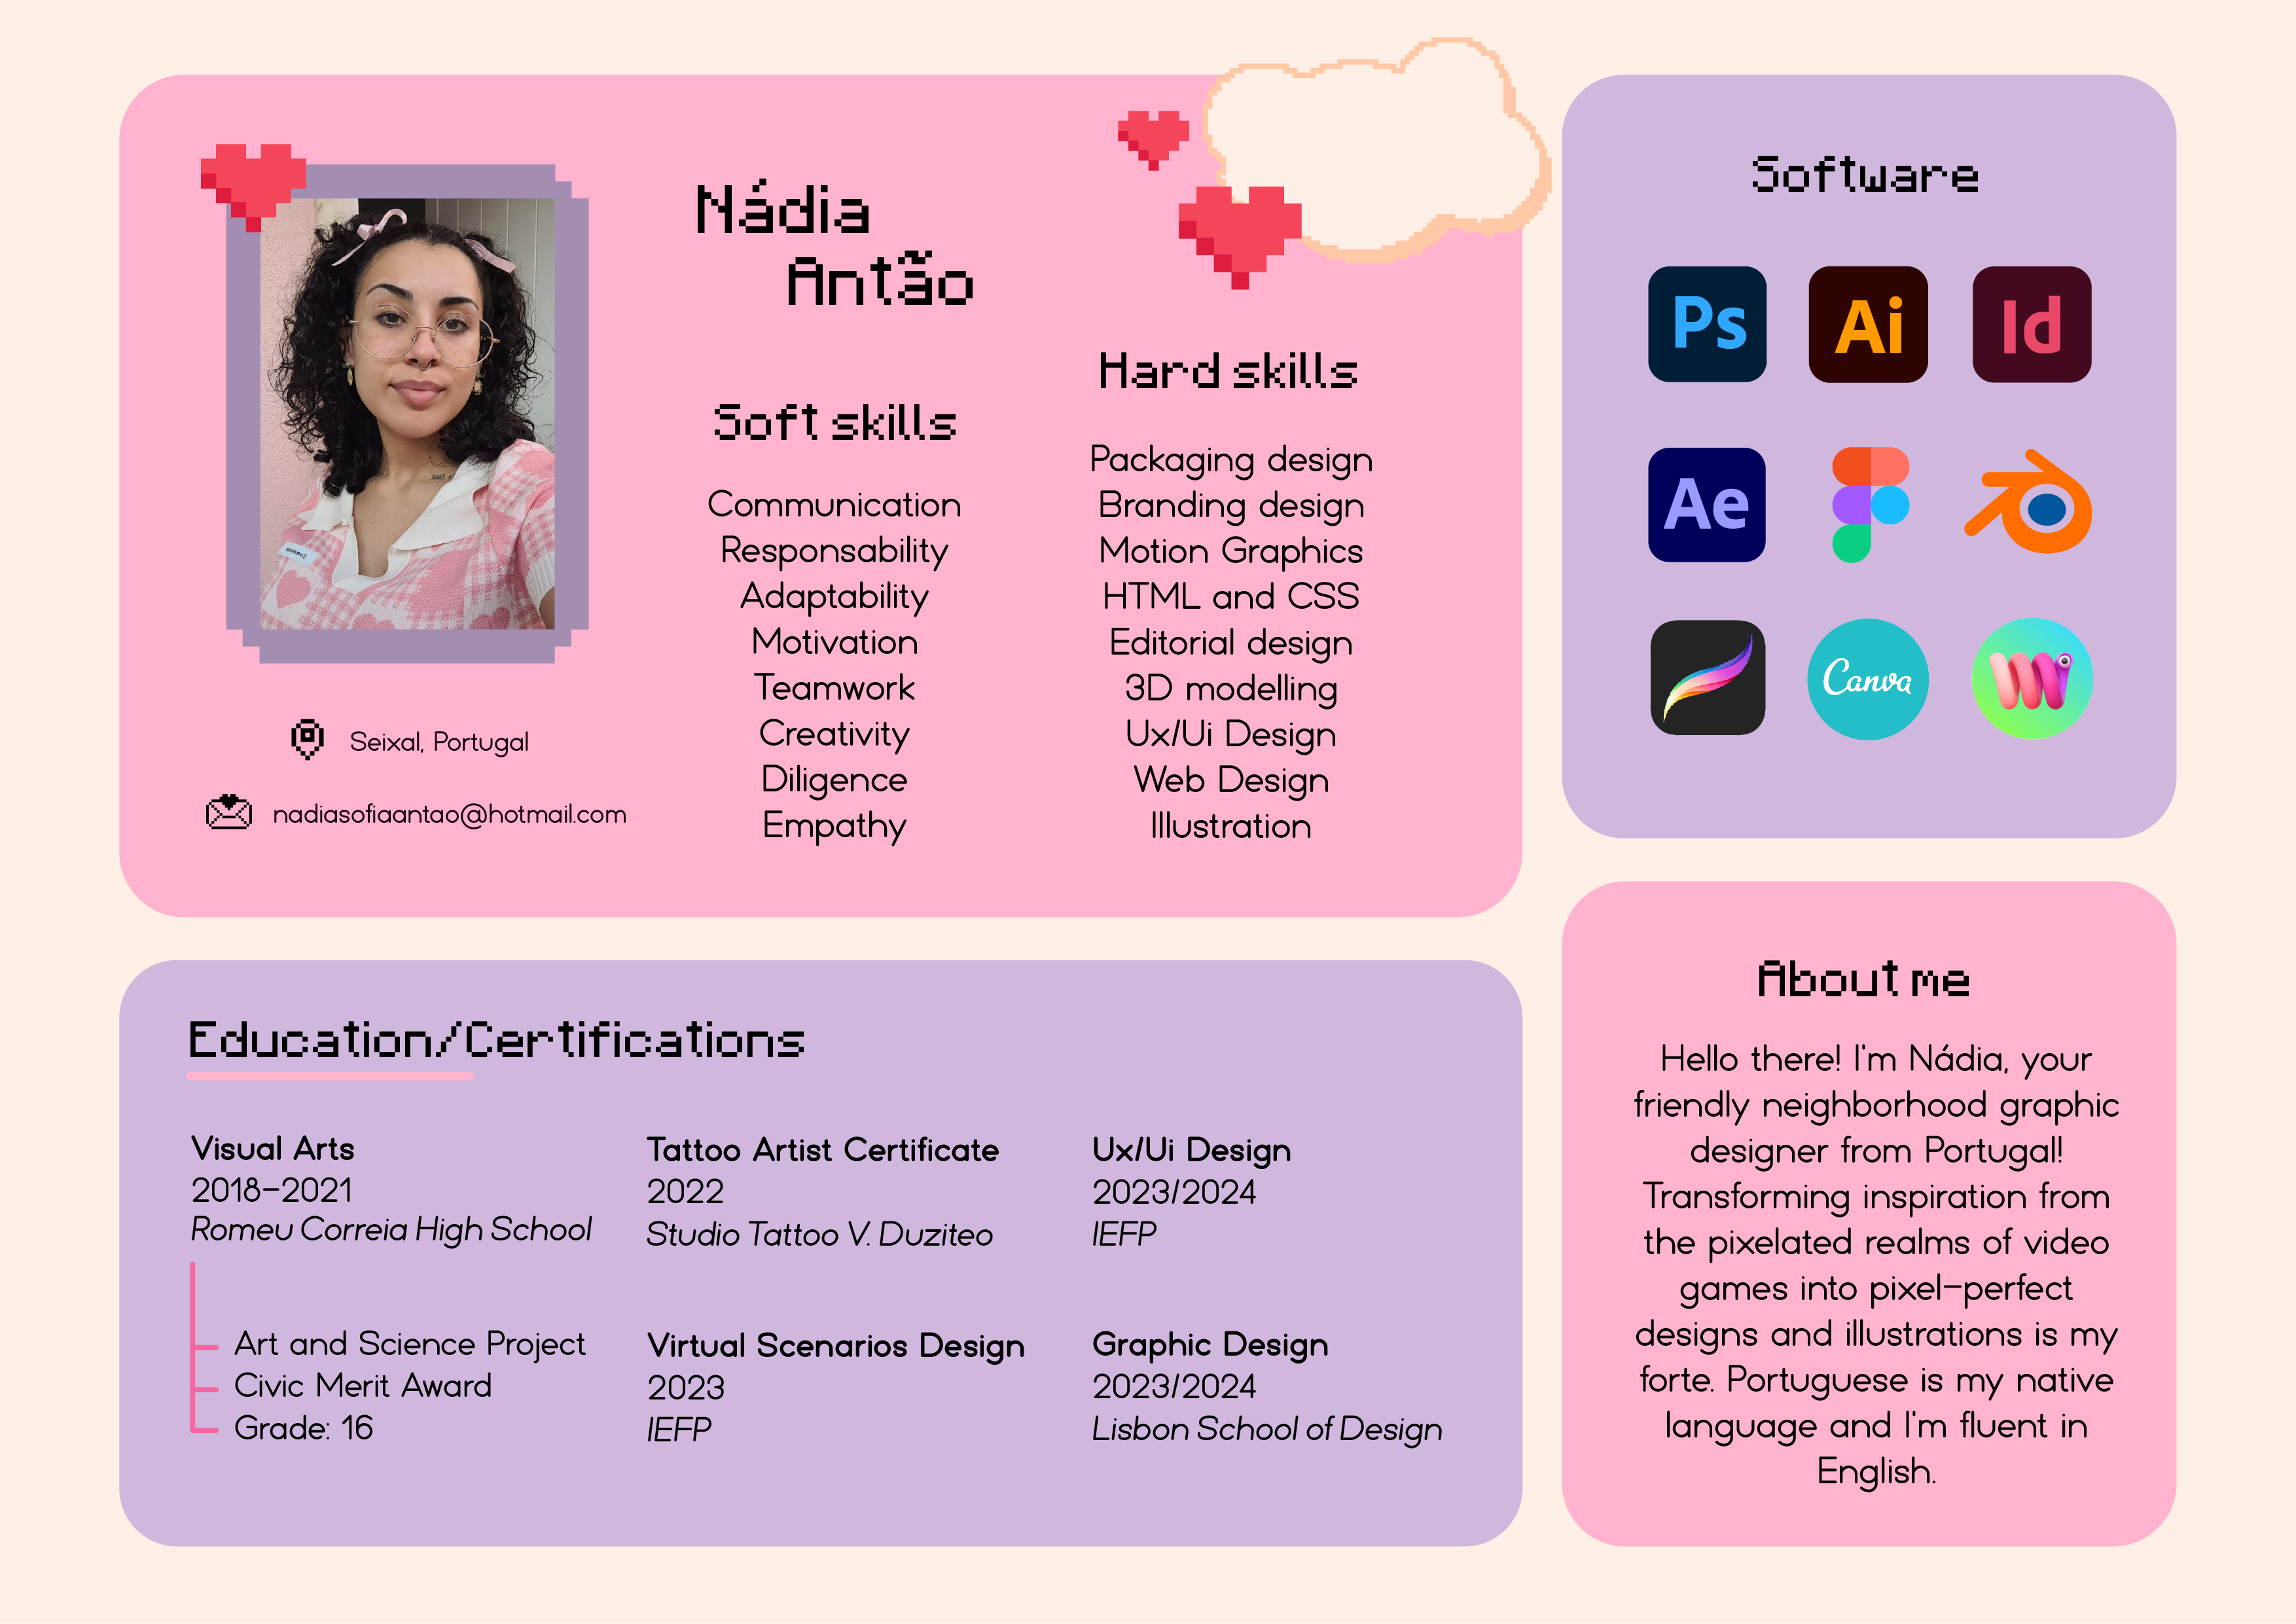 Nádia
Antão
Soft skills
Communication
Responsability
Adaptability
Motivation
Teamwork
Creativity
Diligence
Empathy
Hard skills
Packaging design
Branding design
Motion Graphics
HTML and CSS
Editorial design
3D modelling
Ux/Ui Design
Web Design
Illustration
Seixal, Portugal
nadiasofiaantao@hotmail.com
Software
Ps Ai Id
Ae
Canva
Education/Certifications
Visual Arts
2018-2021
Romeu Correia High School
Art and Science Project
Civic Merit Award
Grade: 16
Tattoo Artist Certificate
2022
Studio Tattoo V. Duziteo
Virtual Scenarios Design
2023
IEFP
Ux/Ui Design
2023/2024
IEFP
Graphic Design
2023/2024
Lisbon School of Design
About me
Hello there! I'm Nádia, your
friendly neighborhood graphic
designer from Portugal!
Transforming inspiration from
the pixelated realms of video
games into pixel-perfect
designs and illustrations is my
forte. Portuguese is my native
language and I'm fluent in
English.